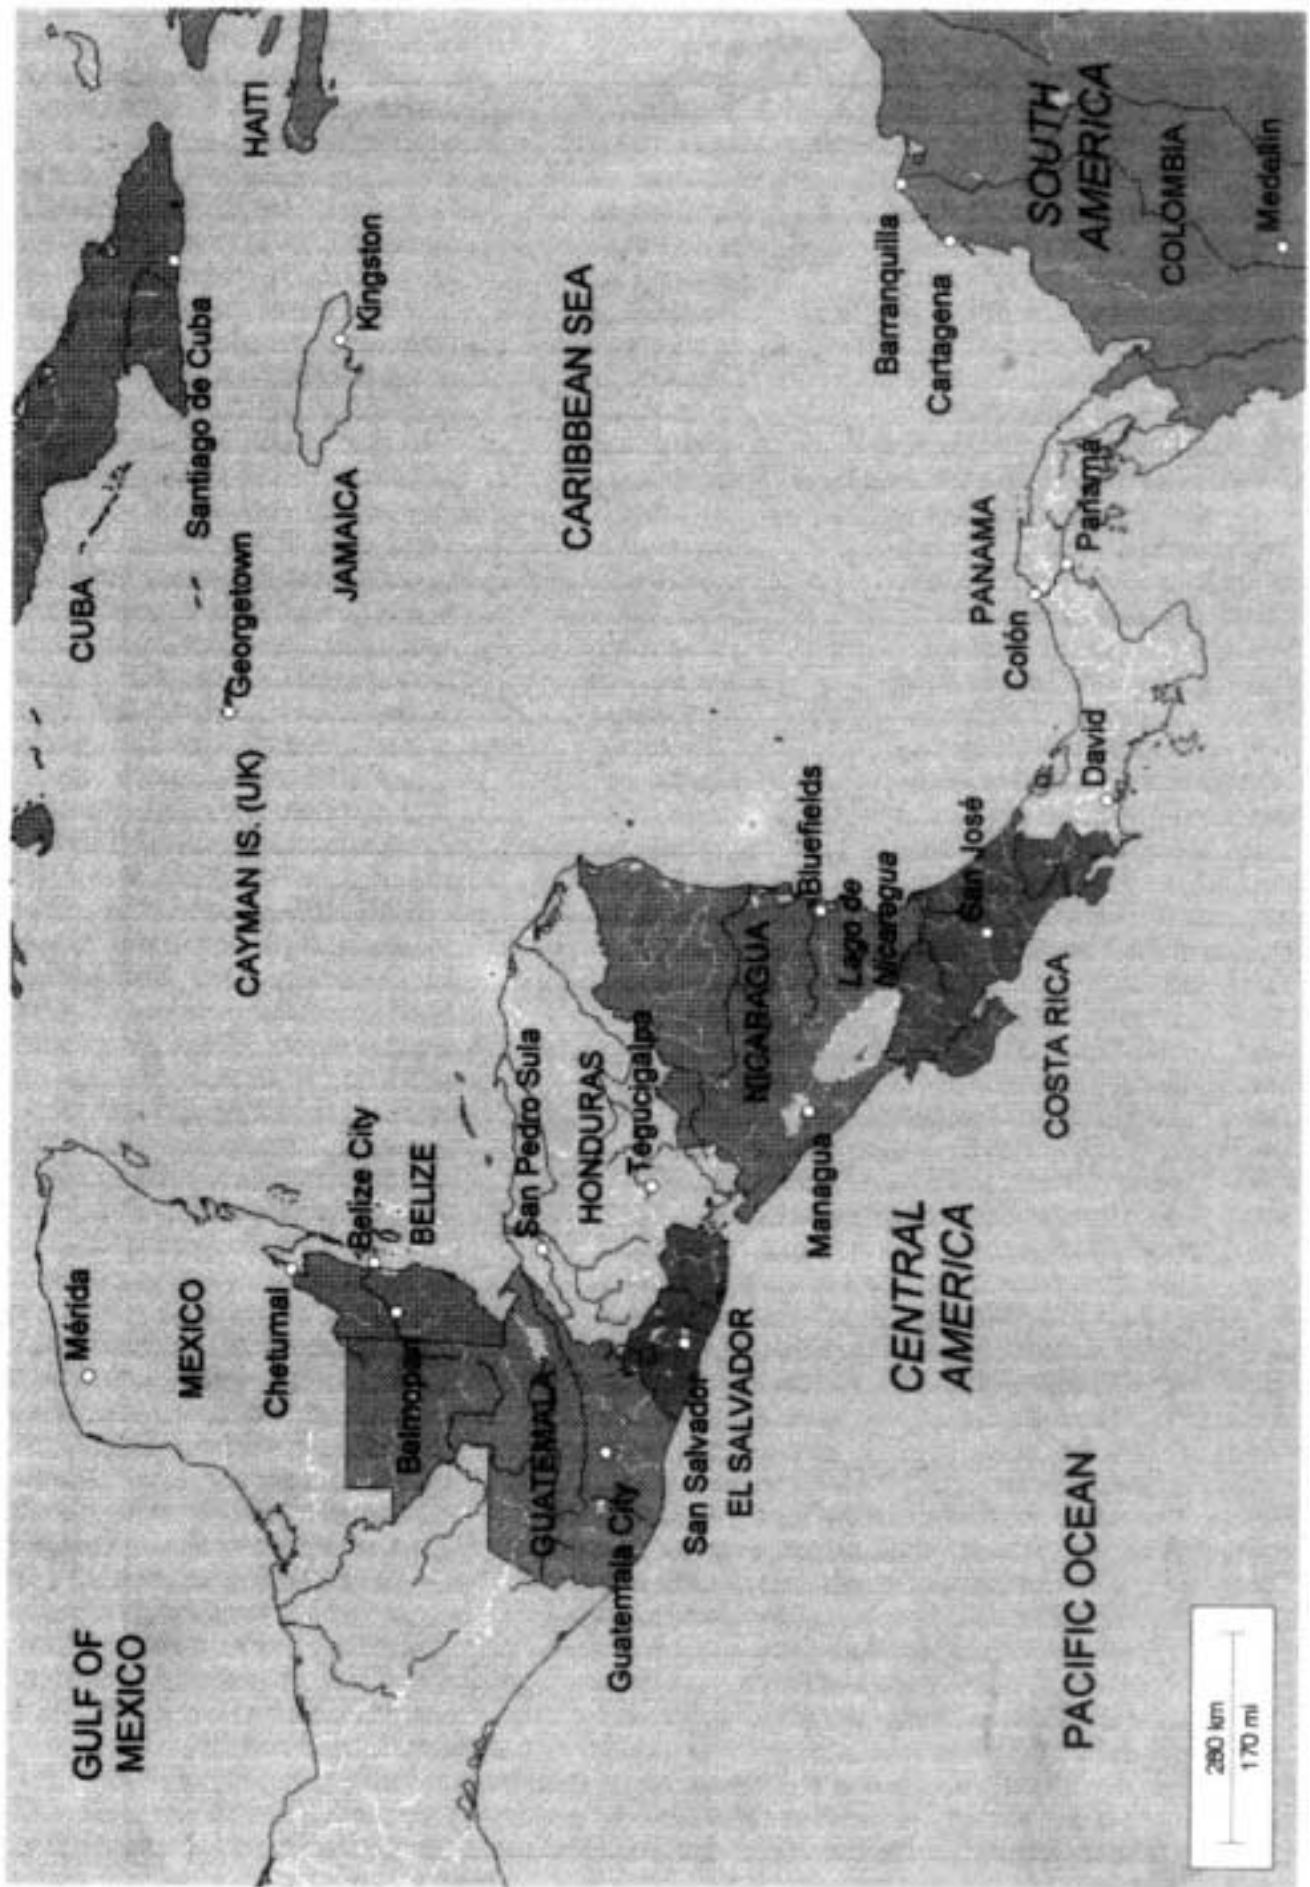 GULF OF
MEXICO
Mérida
MEXICO
Chetumal
Belize City
BELIZE
Belmopan
GUATEMALA
Guatemala City
San Salvador
EL SALVADOR
San Pedro Sula
HONDURAS
Tegucigalpa
NICARAGUA
Managua
Bluefields
Lago de
Nicaragua
San José
COSTA RICA
CENTRAL
AMERICA
PACIFIC OCEAN
280 km
170 mi
CUBA
Santiago de Cuba
HAITI
Georgetown
CAYMAN IS. (UK)
JAMAICA
Kingston
CARIBBEAN SEA
PANAMA
Colón
Panamá
David
Barranquilla
Cartagena
SOUTH
AMERICA
COLOMBIA
Medellín